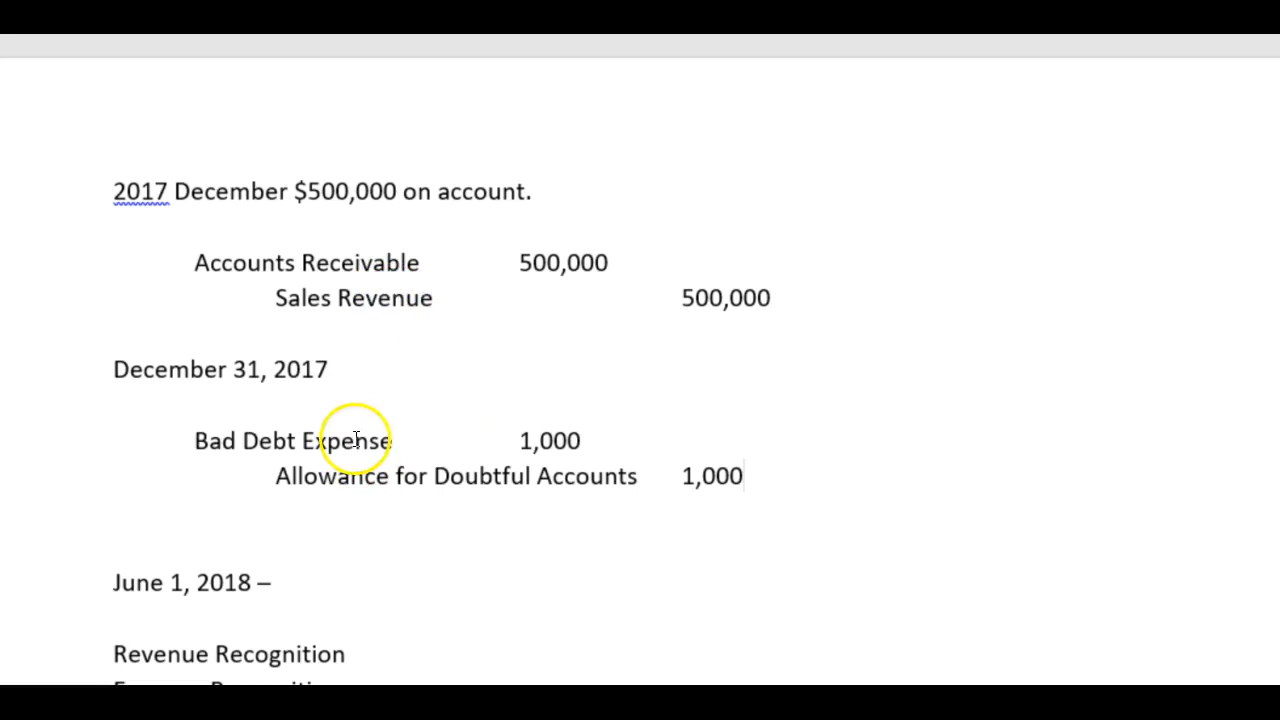 2017 December $500,000 on account.
Accounts Receivable 500,000
Sales Revenue 500,000
December 31, 2017
Bad Debt Expense 1,000
Allowance for Doubtful Accounts 1,000
June 1, 2018 –
Revenue Recognition